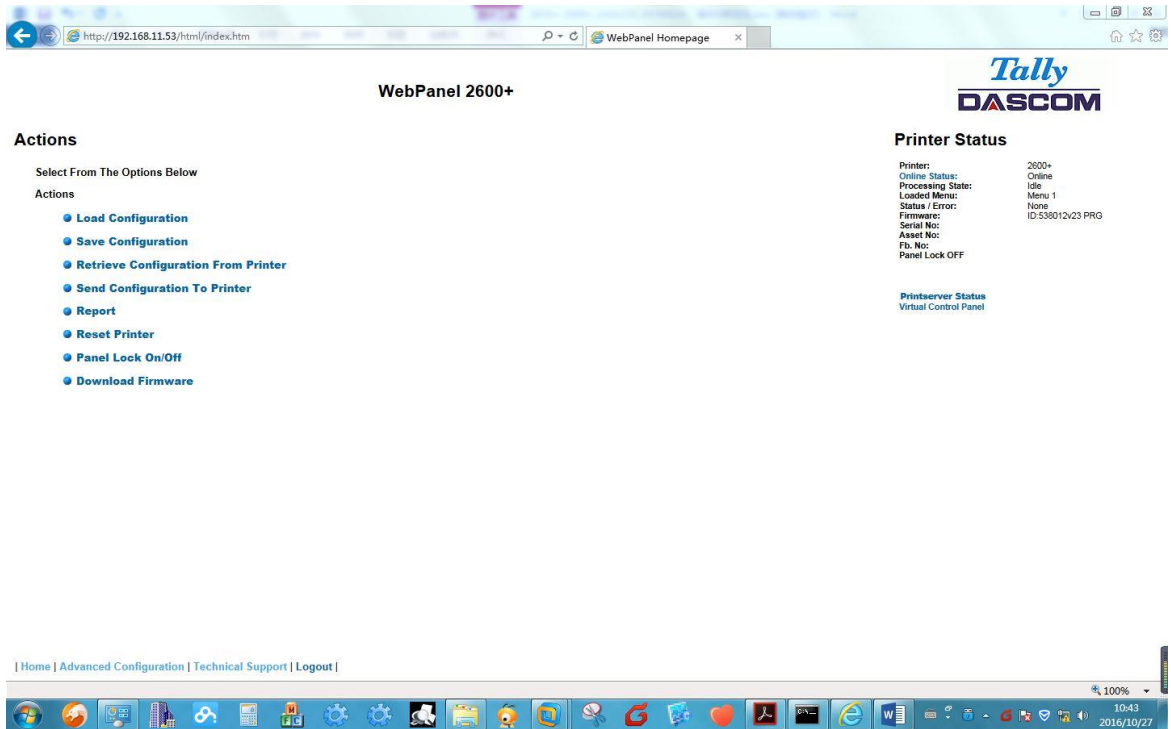 http://192.168.11.53/html/index.htm
WebPanel Homepage
WebPanel 2600+
Tally
DASCOM
Actions
Select From The Options Below
Actions
Load Configuration
Save Configuration
Retrieve Configuration From Printer
Send Configuration To Printer
Report
Reset Printer
Panel Lock On/Off
Download Firmware
Printer Status
Printer: 2600+
Online Status: Online
Processing State: Idle
Loaded Menu: Menu 1
Status / Error: None
Firmware: ID:538012v23 PRG
Serial No:
Asset No:
Fb. No:
Panel Lock OFF
Printserver Status
Virtual Control Panel
| Home | Advanced Configuration | Technical Support | Logout |
100%
10:43
2016/10/27